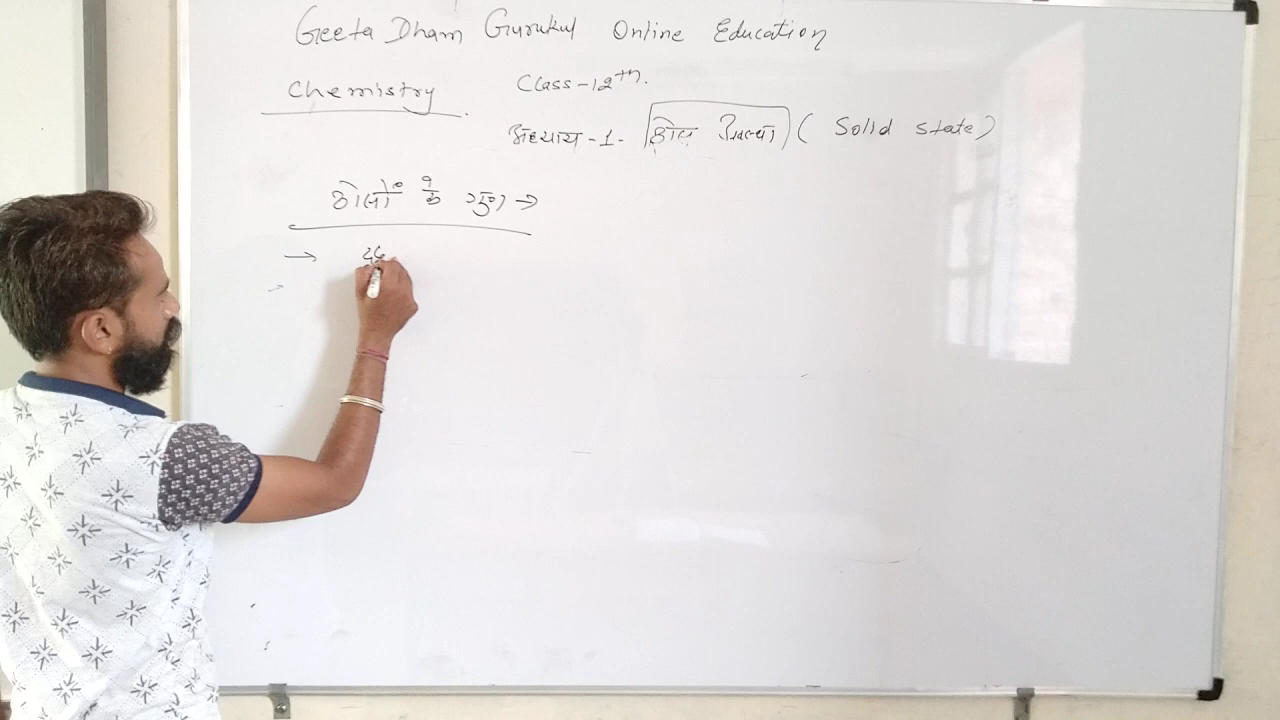 Geeta Dham Gurukul Online Education
Chemistry
Class-12th.
अध्याय-1- ठोस अवस्था (Solid state)
ठोसों के गुण →
→